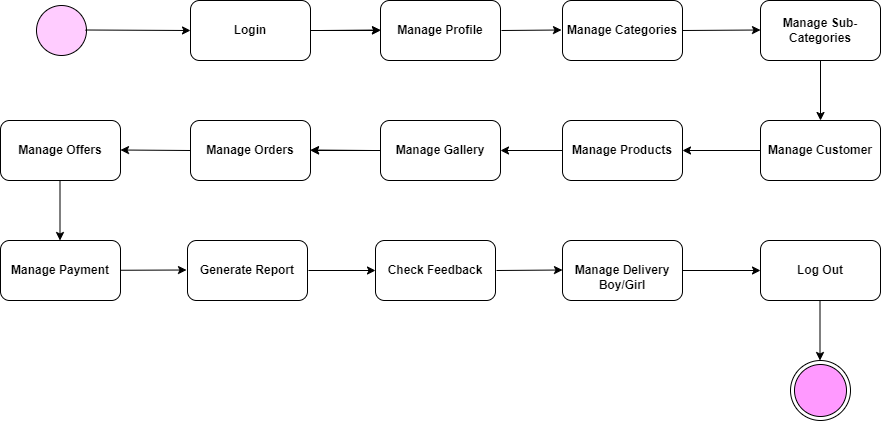 Login
Manage Profile
Manage Categories
Manage Sub-
Categories
Manage Offers
Manage Orders
Manage Gallery
Manage Products
Manage Customer
Manage Payment
Generate Report
Check Feedback
Manage Delivery
Boy/Girl
Log Out